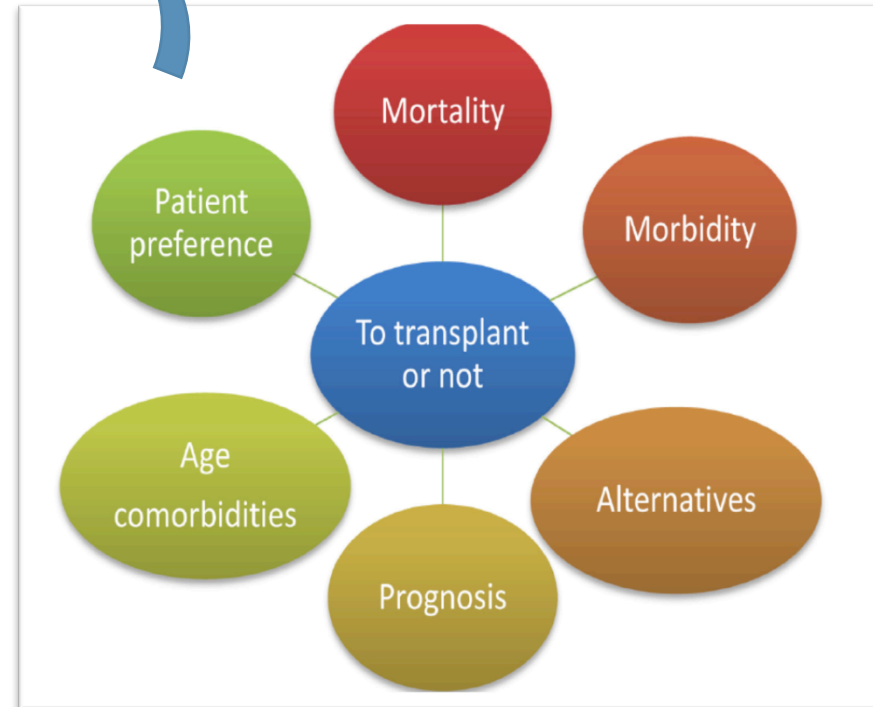 Mortality
Patient
preference
Morbidity
To transplant
or not
Age
comorbidities
Alternatives
Prognosis